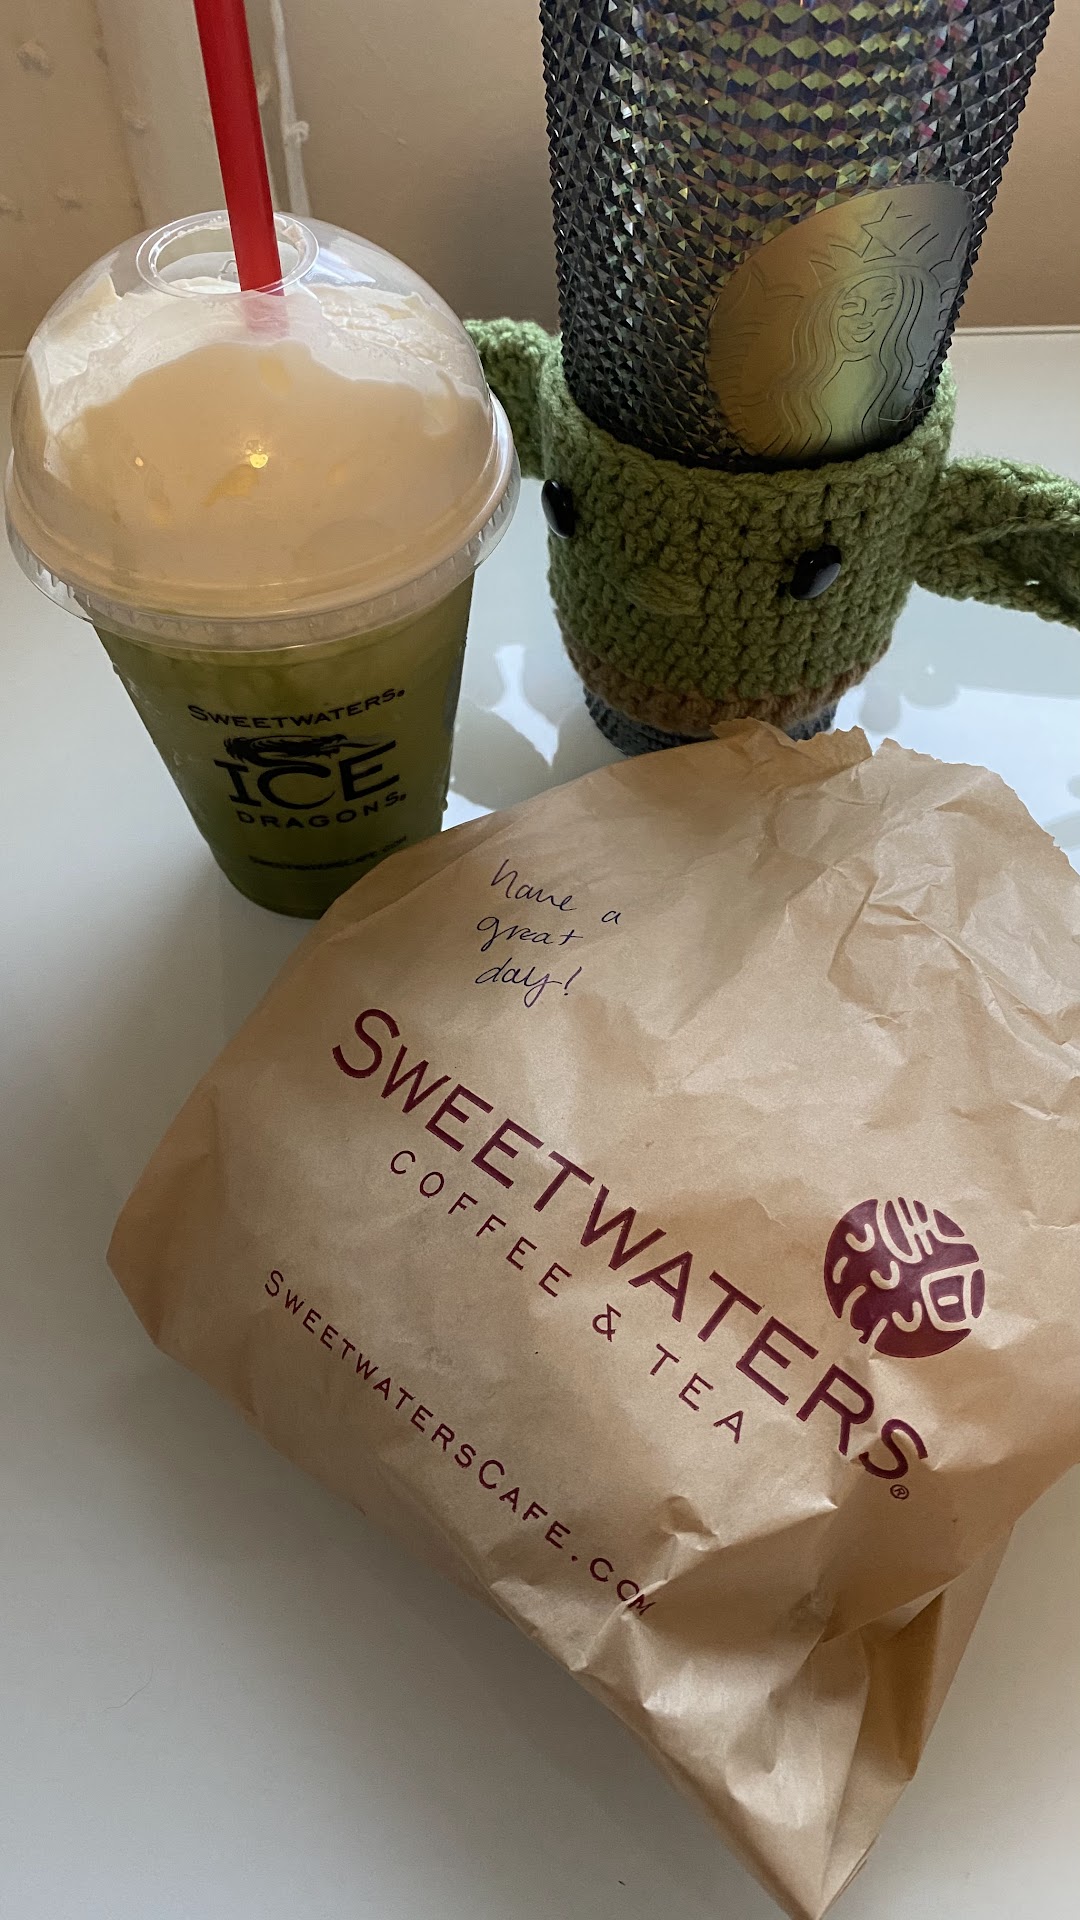 SWEETWATERS®
ICE
DRAGONS®
have a
great
day!
SWEETWATERS®
COFFEE & TEA
SWEETWATERSCAFE.COM